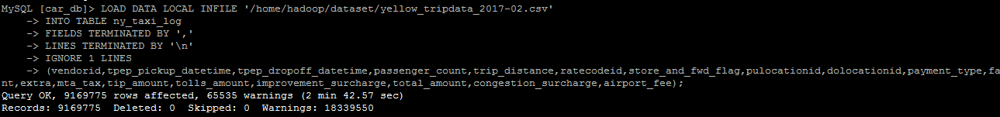 MySQL [car_db]> LOAD DATA LOCAL INFILE '/home/hadoop/dataset/yellow_tripdata_2017-02.csv'
    -> INTO TABLE ny_taxi_log
    -> FIELDS TERMINATED BY ','
    -> LINES TERMINATED BY '\n'
    -> IGNORE 1 LINES
    -> (vendorid,tpep_pickup_datetime,tpep_dropoff_datetime,passenger_count,trip_distance,ratecodeid,store_and_fwd_flag,pulocationid,dolocationid,payment_type,fa
nt,extra,mta_tax,tip_amount,tolls_amount,improvement_surcharge,total_amount,congestion_surcharge,airport_fee);
Query OK, 9169775 rows affected, 65535 warnings (2 min 42.57 sec)
Records: 9169775  Deleted: 0  Skipped: 0  Warnings: 18339550